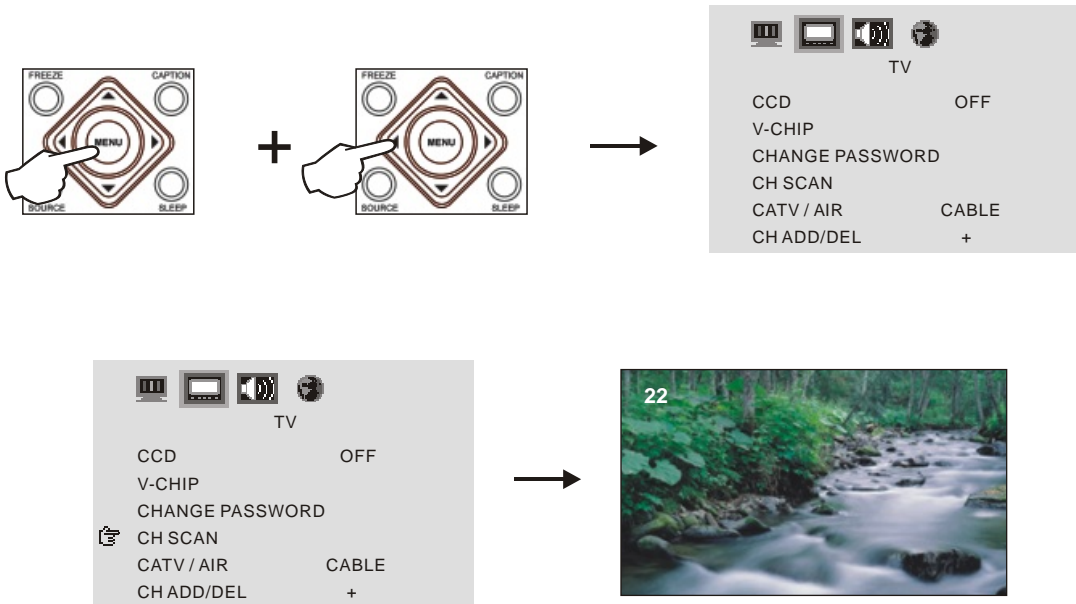 FREEZE CAPTION
MENU
SOURCE SLEEP
+
FREEZE CAPTION
MENU
SOURCE SLEEP
TV
CCD OFF
V-CHIP
CHANGE PASSWORD
CH SCAN
CATV / AIR CABLE
CH ADD/DEL +
TV
CCD OFF
V-CHIP
CHANGE PASSWORD
CH SCAN
CATV / AIR CABLE
CH ADD/DEL +
22